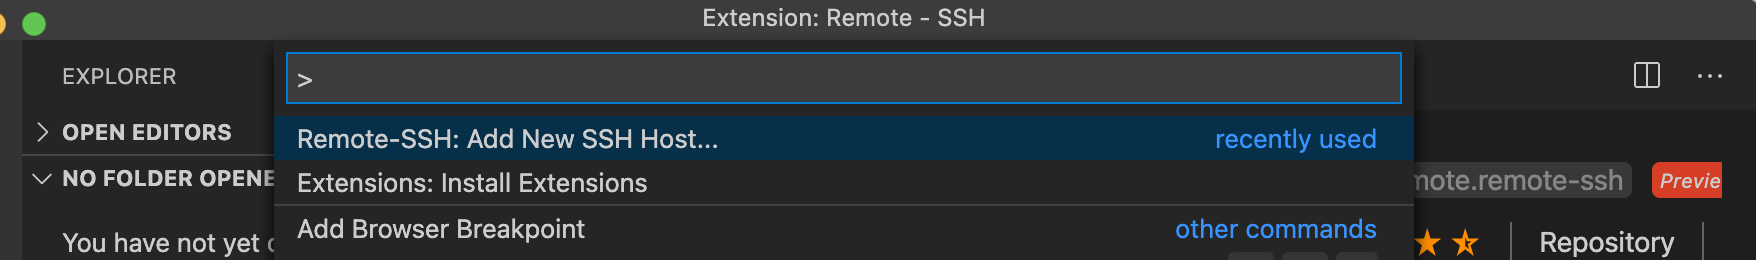 Extension: Remote - SSH
EXPLORER
>
OPEN EDITORS
Remote-SSH: Add New SSH Host...
recently used
NO FOLDER OPENE
Extensions: Install Extensions
mote.remote-ssh
Previe
You have not yet
Add Browser Breakpoint
other commands
Repository